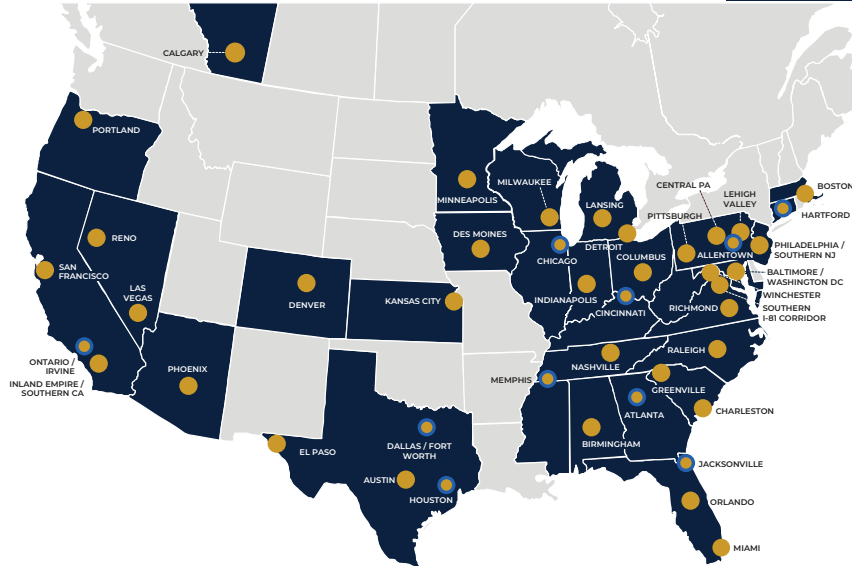 CALGARY
PORTLAND
MINNEAPOLIS
MILWAUKEE
LANSING
CENTRAL PA
LEHIGH
VALLEY
BOSTON
PITTSBURGH
HARTFORD
RENO
DES MOINES
CHICAGO
DETROIT
COLUMBUS
ALLENTOWN
PHILADELPHIA /
SOUTHERN NJ
SAN
FRANCISCO
LAS
VEGAS
DENVER
KANSAS CITY
INDIANAPOLIS
CINCINNATI
BALTIMORE /
WASHINGTON DC
WINCHESTER
RICHMOND
SOUTHERN
I-81 CORRIDOR
ONTARIO /
IRVINE
INLAND EMPIRE /
SOUTHERN CA
PHOENIX
MEMPHIS
NASHVILLE
RALEIGH
GREENVILLE
CHARLESTON
ATLANTA
BIRMINGHAM
EL PASO
DALLAS / FORT
WORTH
AUSTIN
HOUSTON
JACKSONVILLE
ORLANDO
MIAMI